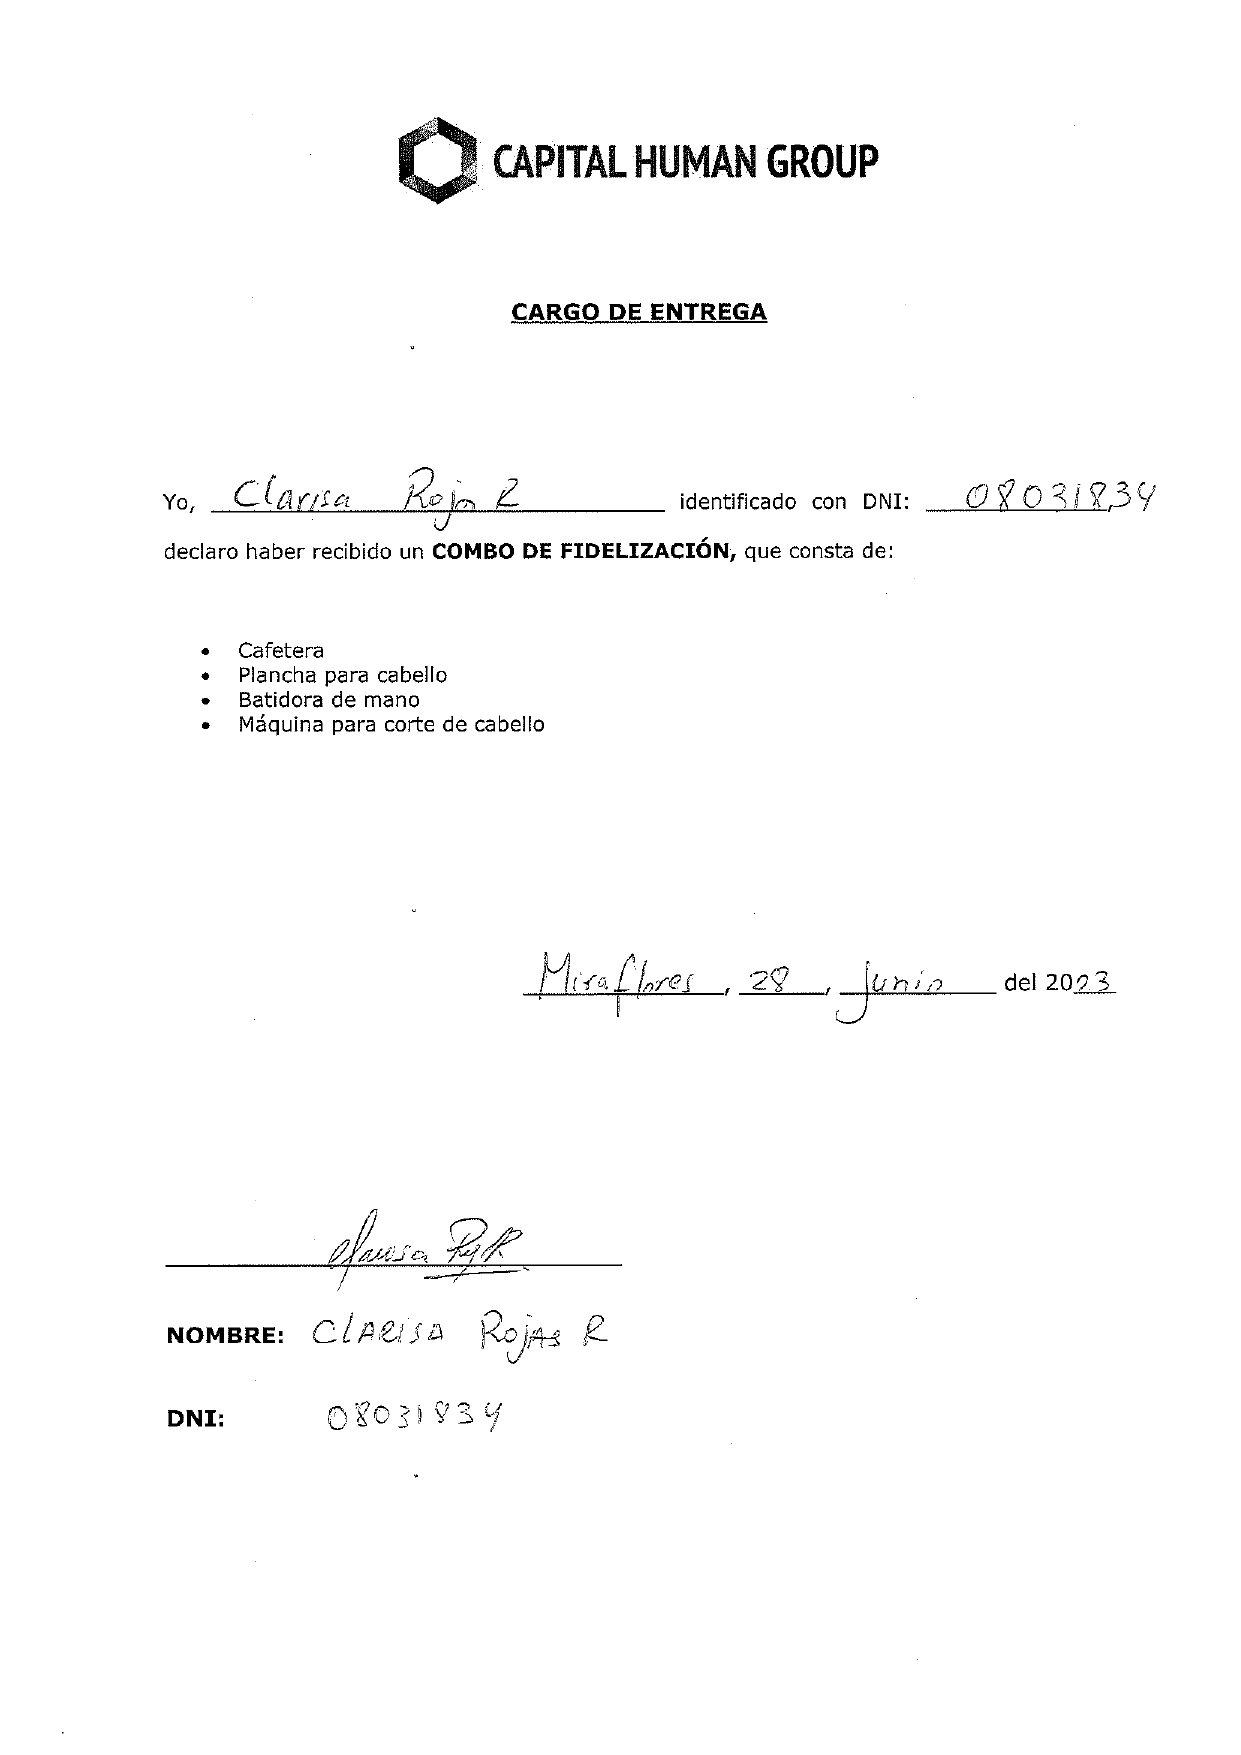 CAPITAL HUMAN GROUP
CARGO DE ENTREGA
Yo, Clarisa Rojas R identificado con DNI: 08031834
declaro haber recibido un COMBO DE FIDELIZACIÓN, que consta de:
• Cafetera
• Plancha para cabello
• Batidora de mano
• Máquina para corte de cabello
Miraflores, 28, Junio del 2023
Clarisa
NOMBRE: CLARISA ROJAS R
DNI: 08031834